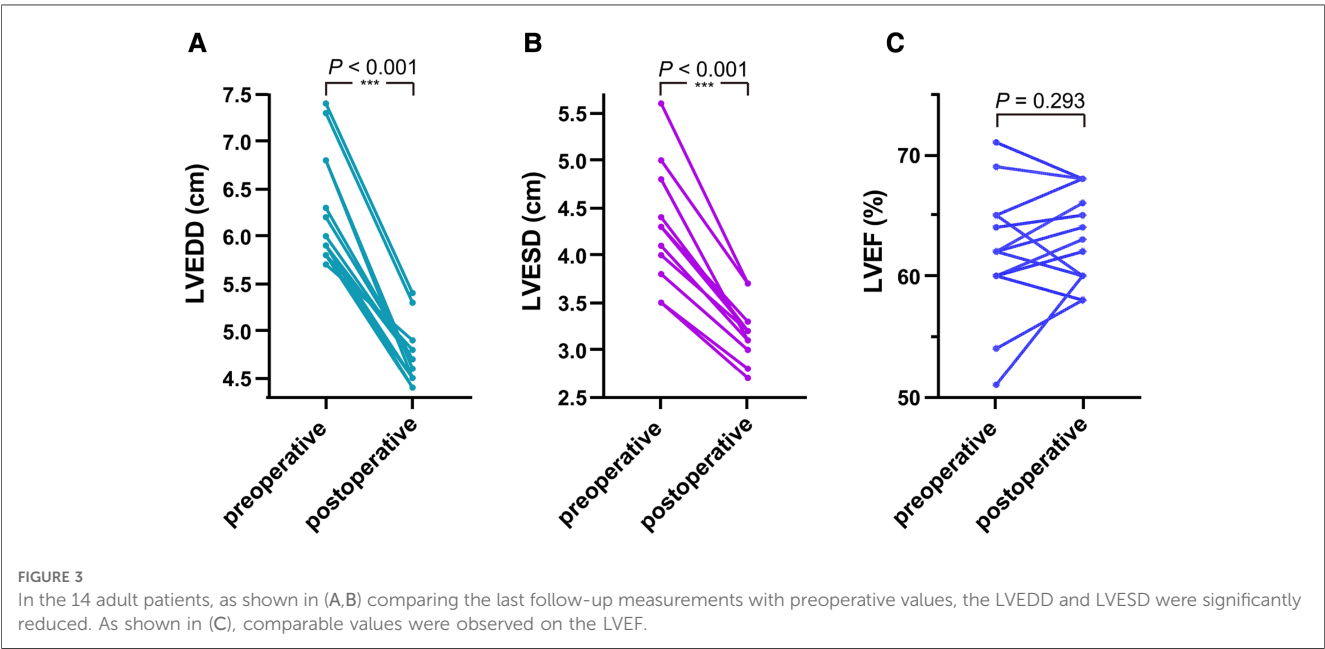 A
B
C
P < 0.001
***
P < 0.001
***
P = 0.293
LVEDD (cm)
7.5
7.0
6.5
6.0
5.5
5.0
4.5
preoperative
postoperative
LVESD (cm)
5.5
5.0
4.5
4.0
3.5
3.0
2.5
preoperative
postoperative
LVEF (%)
70
60
50
preoperative
postoperative
FIGURE 3
In the 14 adult patients, as shown in (A,B) comparing the last follow-up measurements with preoperative values, the LVEDD and LVESD were significantly
reduced. As shown in (C), comparable values were observed on the LVEF.